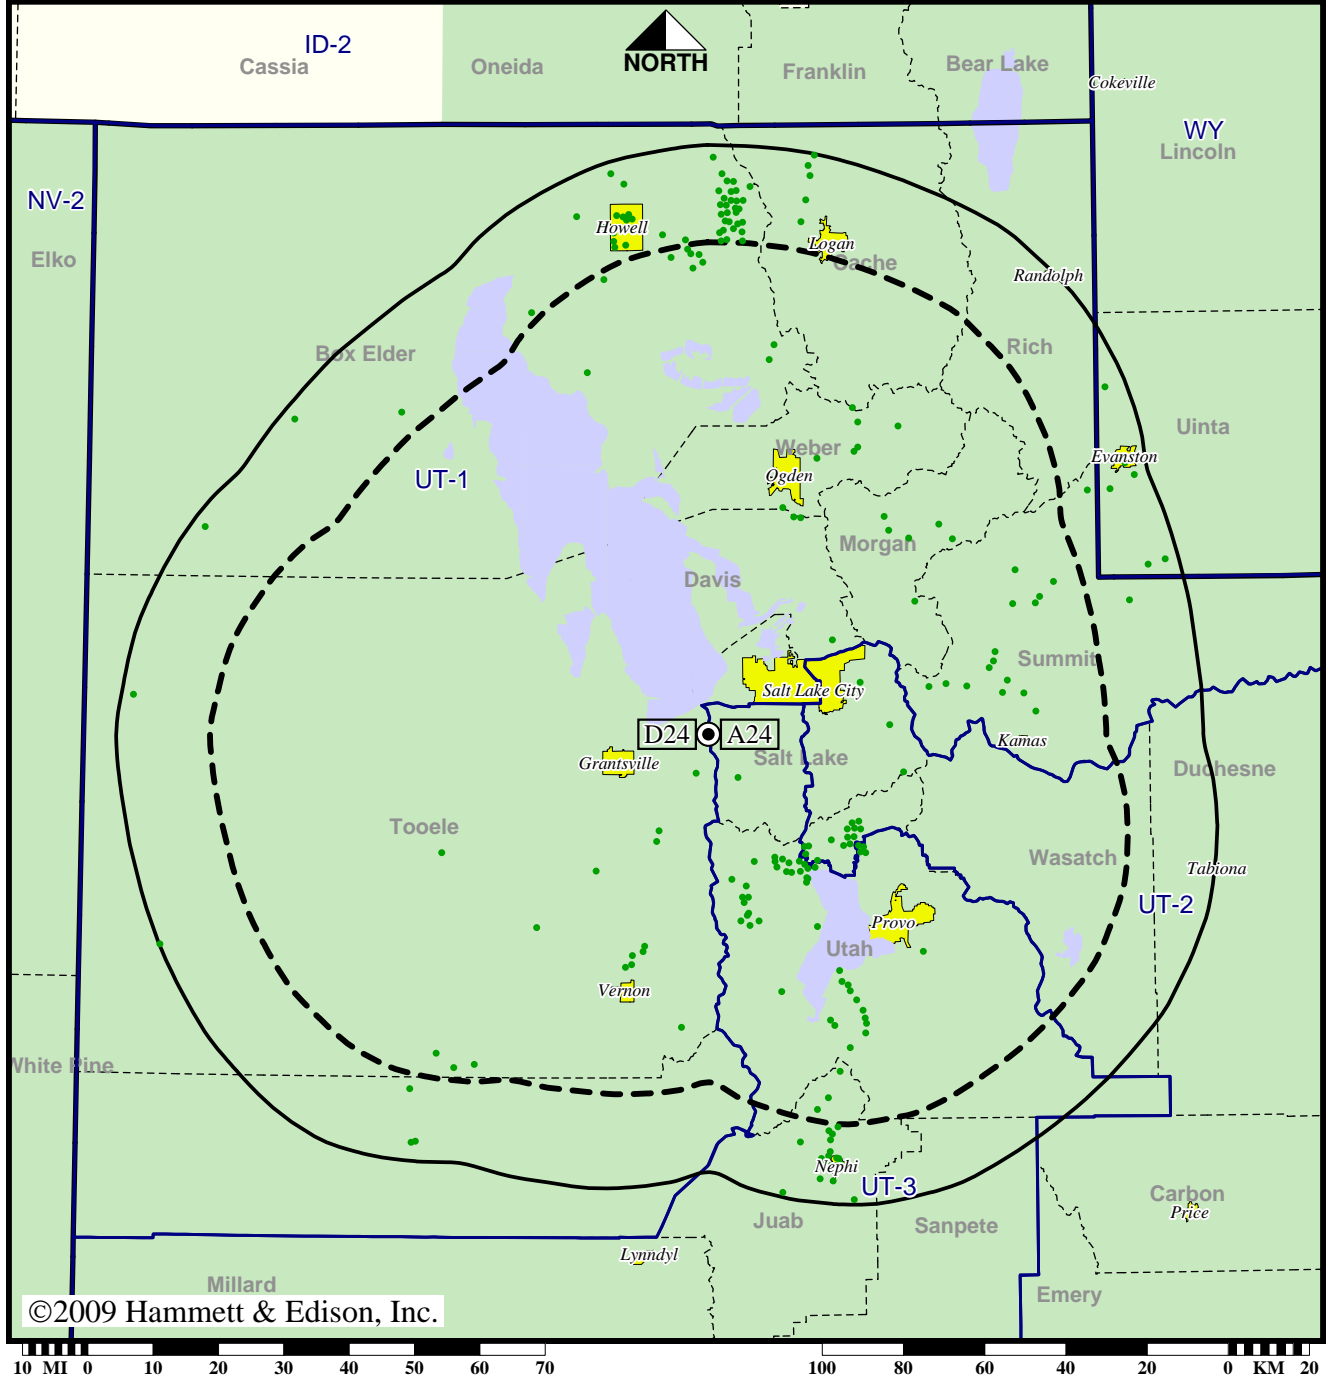 ID-2
Cassia
Oneida
NORTH
Franklin
Bear Lake
Cokeville
WY
Lincoln
NV-2
Elko
Howell
Logan
Cache
Randolph
Box Elder
Rich
Uinta
Weber
Evanston
UT-1
Ogden
Morgan
Davis
Summit
Salt Lake City
D24
A24
Kamas
Grantsville
Salt Lake
Duchesne
Tooele
Wasatch
Tabiona
UT-2
Provo
Utah
Vernon
White Pine
Nephi
UT-3
Carbon
Price
Juab
Sanpete
Lynndyl
Millard
Emery
©2009 Hammett & Edison, Inc.
10 MI 0 10 20 30 40 50 60 70
100 80 60 40 20 0 KM 20